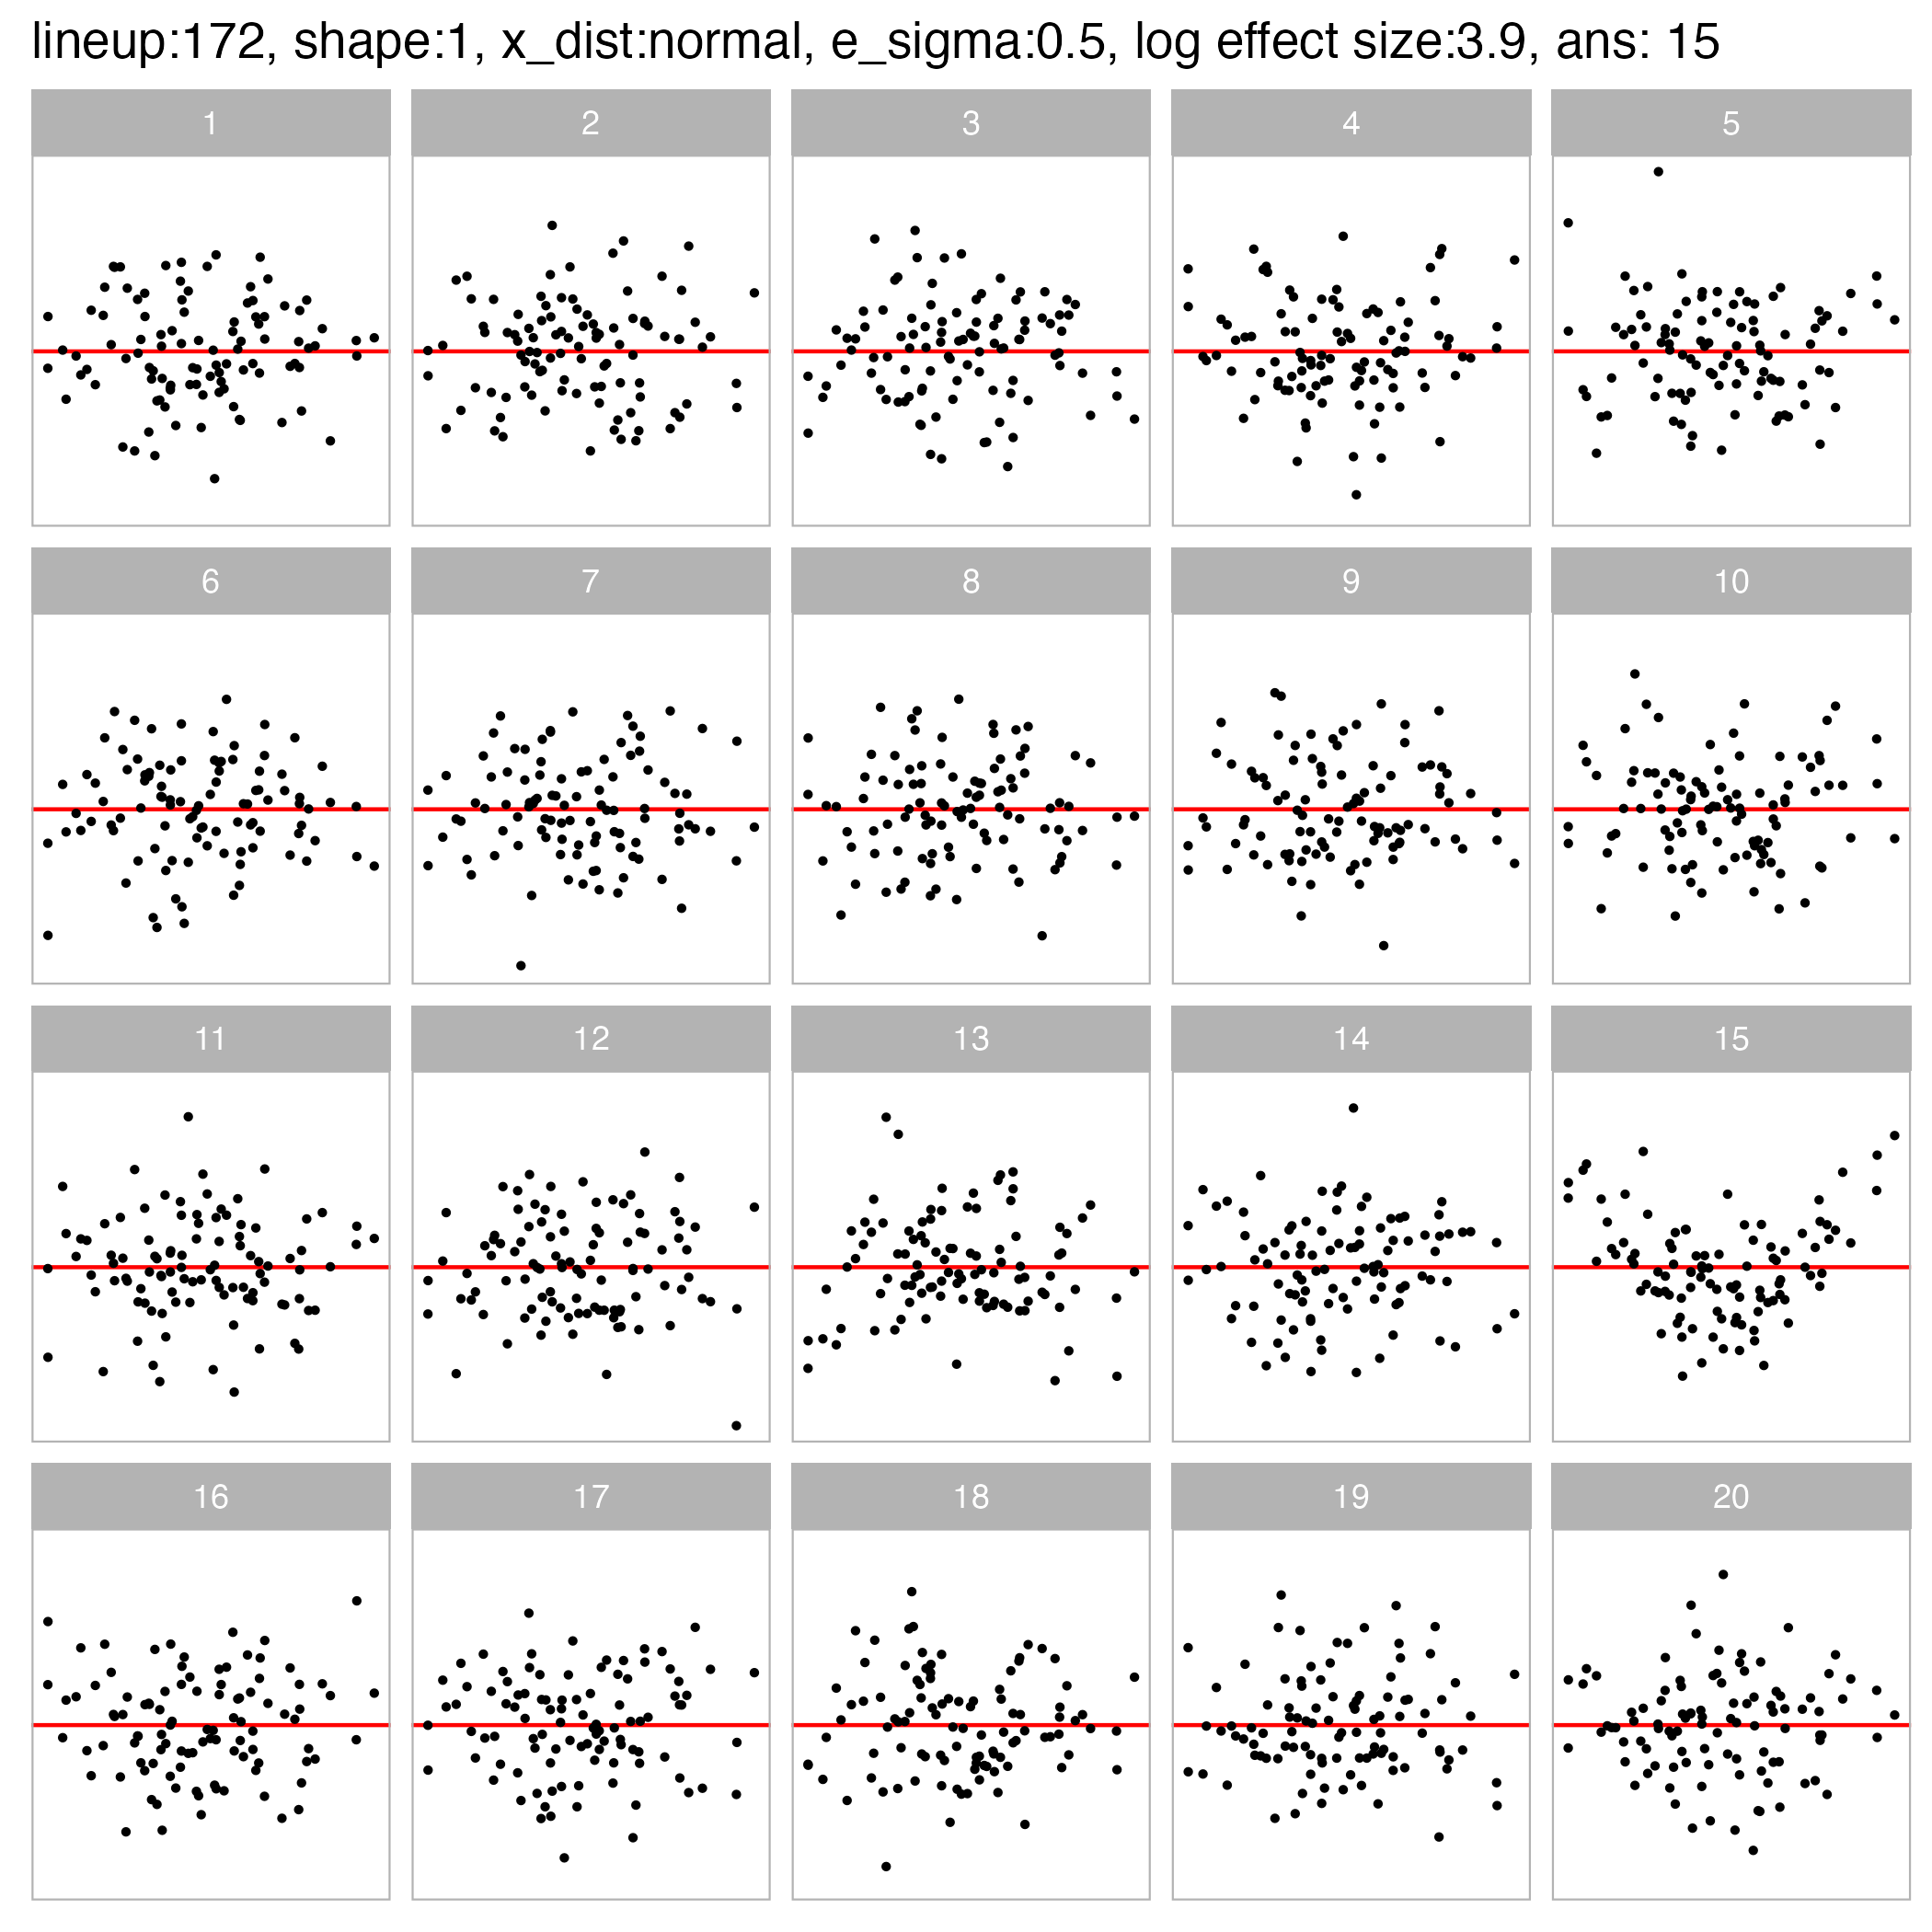 lineup:172, shape:1, x_dist:normal, e_sigma:0.5, log effect size:3.9, ans: 15
1 2 3 4 5
6 7 8 9 10
11 12 13 14 15
16 17 18 19 20